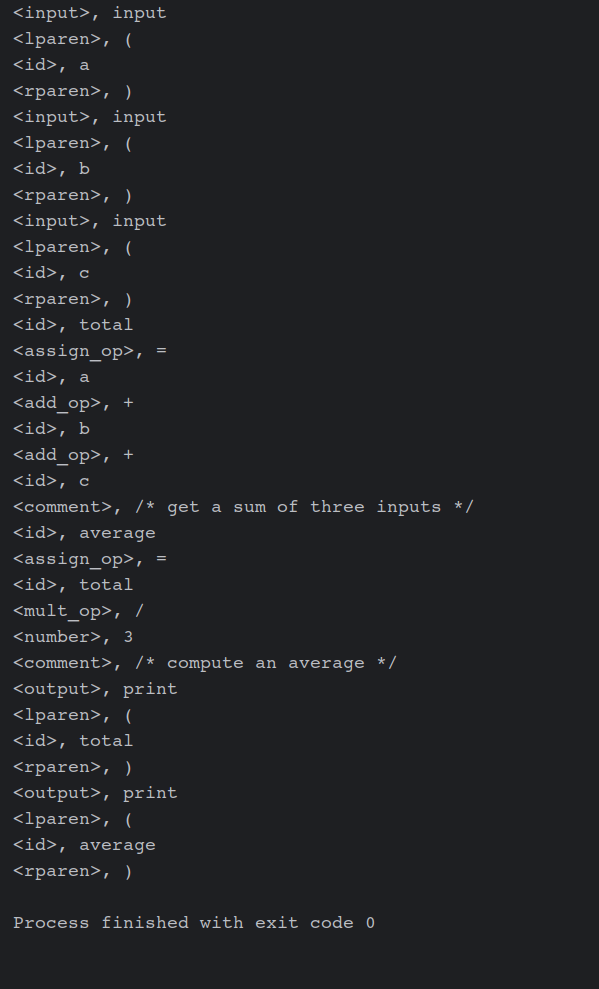 <input>, input
<lparen>, (
<id>, a
<rparen>, )
<input>, input
<lparen>, (
<id>, b
<rparen>, )
<input>, input
<lparen>, (
<id>, c
<rparen>, )
<id>, total
<assign_op>, =
<id>, a
<add_op>, +
<id>, b
<add_op>, +
<id>, c
<comment>, /* get a sum of three inputs */
<id>, average
<assign_op>, =
<id>, total
<mult_op>, /
<number>, 3
<comment>, /* compute an average */
<output>, print
<lparen>, (
<id>, total
<rparen>, )
<output>, print
<lparen>, (
<id>, average
<rparen>, )
Process finished with exit code 0